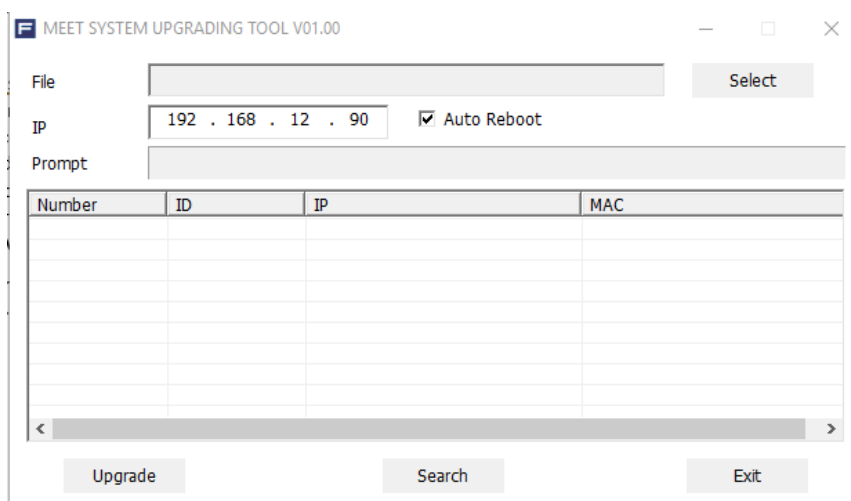 F MEET SYSTEM UPGRADING TOOL V01.00
File Select
IP 192 . 168 . 12 . 90 Auto Reboot
Prompt
Number ID IP MAC
Upgrade Search Exit